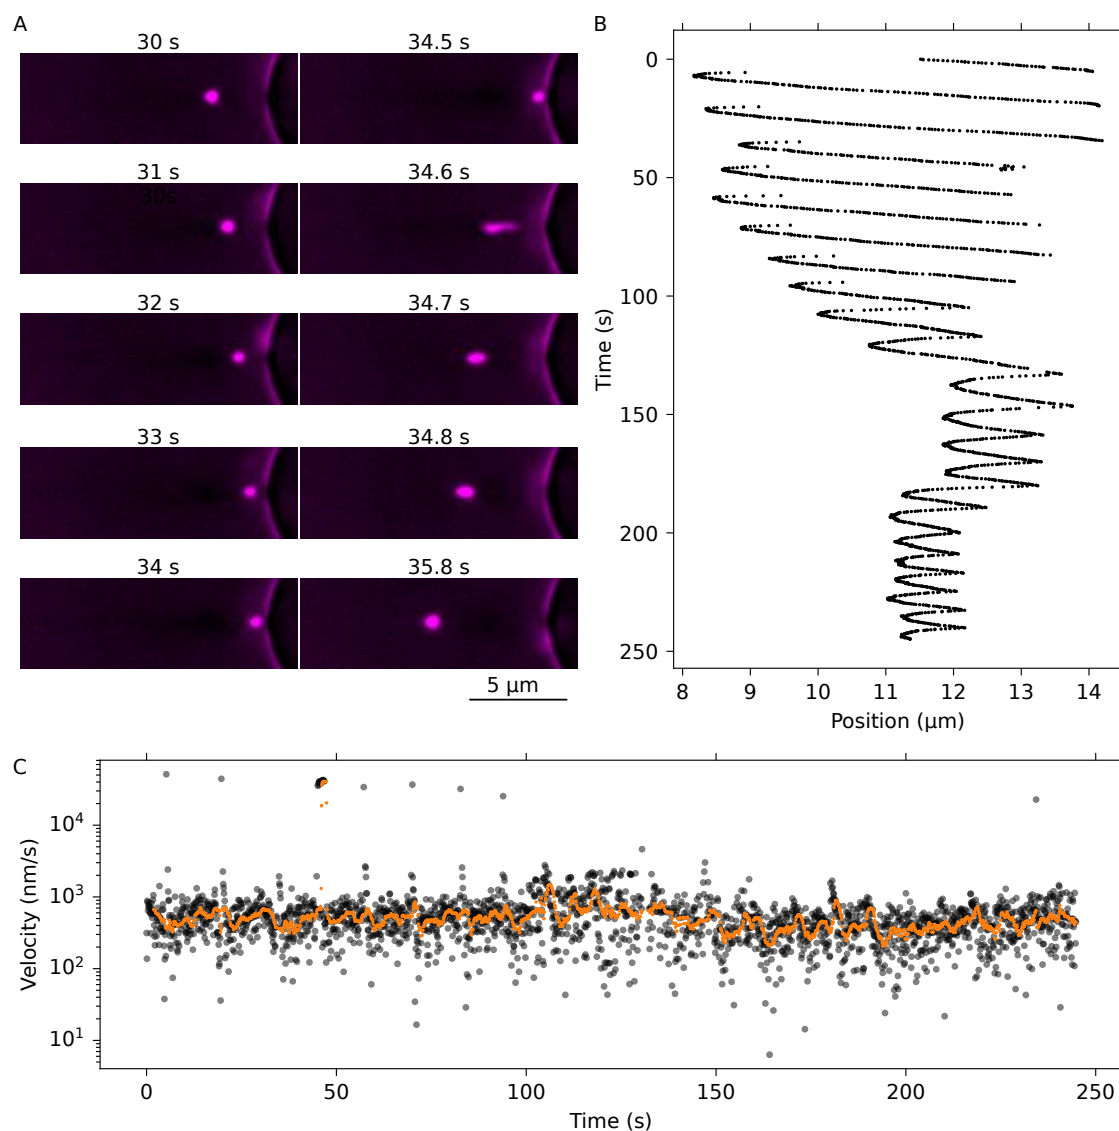 A
30 s
34.5 s
31 s
30s
34.6 s
32 s
34.7 s
33 s
34.8 s
34 s
35.8 s
5 µm
B
0
50
100
150
200
250
Time (s)
8 9 10 11 12 13 14
Position (µm)
C
10⁴
10³
10²
10¹
Velocity (nm/s)
0 50 100 150 200 250
Time (s)